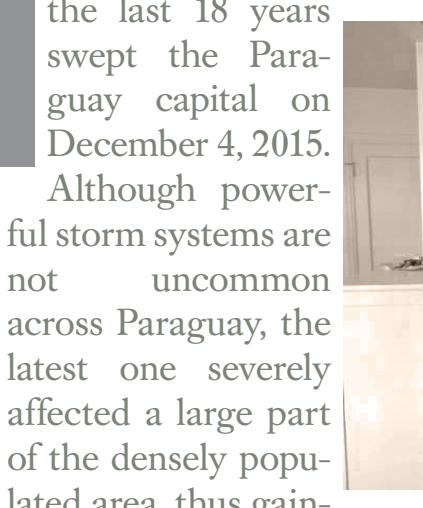 the last 18 years
swept the Para-
guay capital on
December 4, 2015.
Although power-
ful storm systems are
not uncommon
across Paraguay, the
latest one severely
affected a large part
of the densely popu-
lated area, thus gain-